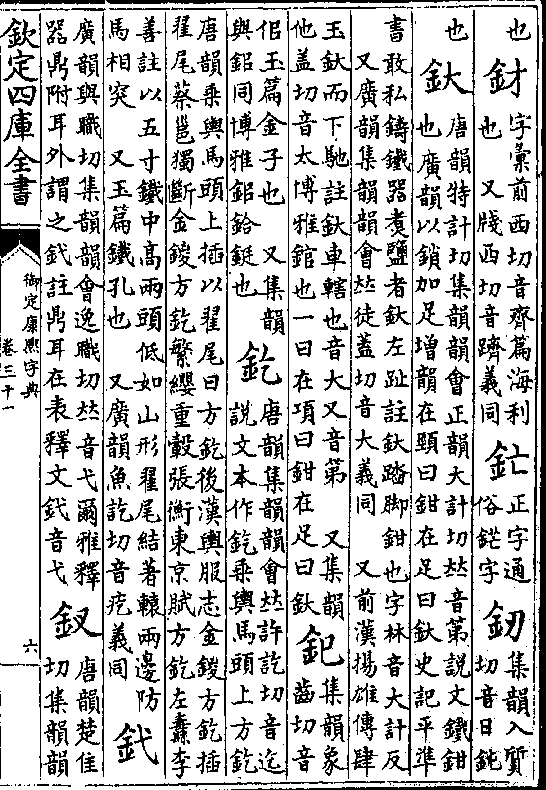 也 釮 字彙前西切音齊篇海利
也 又牋西切音躋義同 釯 正字通
俗鋩字 釰 集韻入質
切音日鈍
也 釱 唐韻特計切集韻韻會正韻大計切𠀤音第說文鐵鉗
也廣韻以鎖加足增韻在頸曰鉗在足曰釱史記平準
書敢私鑄鐵器煑鹽者釱左趾註釱踏脚鉗也字林音大計反
又廣韻集韻韻會𠀤徒蓋切音大義同 又前漢揚雄傳肆
玉釱而下馳註釱車轄也音大又音第 又集韻
他蓋切音太博雅錧也一曰在項曰鉗在足曰釱 釲 集韻象
齒切音
佀玉篇金子也 又集韻
與鋁同博雅鋁鉿鋌也 釳 唐韻集韻韻會𠀤許訖切音迄
說文本作釳乘輿馬頭上方釳
唐韻乘輿馬頭上插以翟尾曰方釳後漢輿服志金鍐方釳插
翟尾蔡邕獨斷金鍐方釳繁纓重轂張衡東京賦方釳左纛李
善註以五寸鐵中高兩頭低如山形翟尾結著轅兩邊防
馬相突 又玉篇鐵孔也 又廣韻魚訖切音疙義同 釴
廣韻與職切集韻韻會逸職切𠀤音弋爾雅釋
器鼎附耳外謂之釴註鼎耳在表釋文釴音弋 釵 唐韻楚佳
切集韻韻
欽定四庫全書
御定康熙字典
卷三十一
六